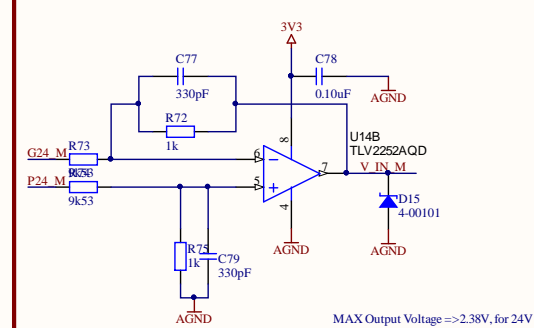 3V3
C77
330pF
C78
0.10uF
AGND
R72
1k
U14B
TLV2252AQD
G24_M
R73
6
8
7
V_IN_M
P24_M
9k53
5
4
D15
4-00101
AGND
AGND
R75
1k
C79
330pF
AGND
MAX Output Voltage =>2.38V, for 24V